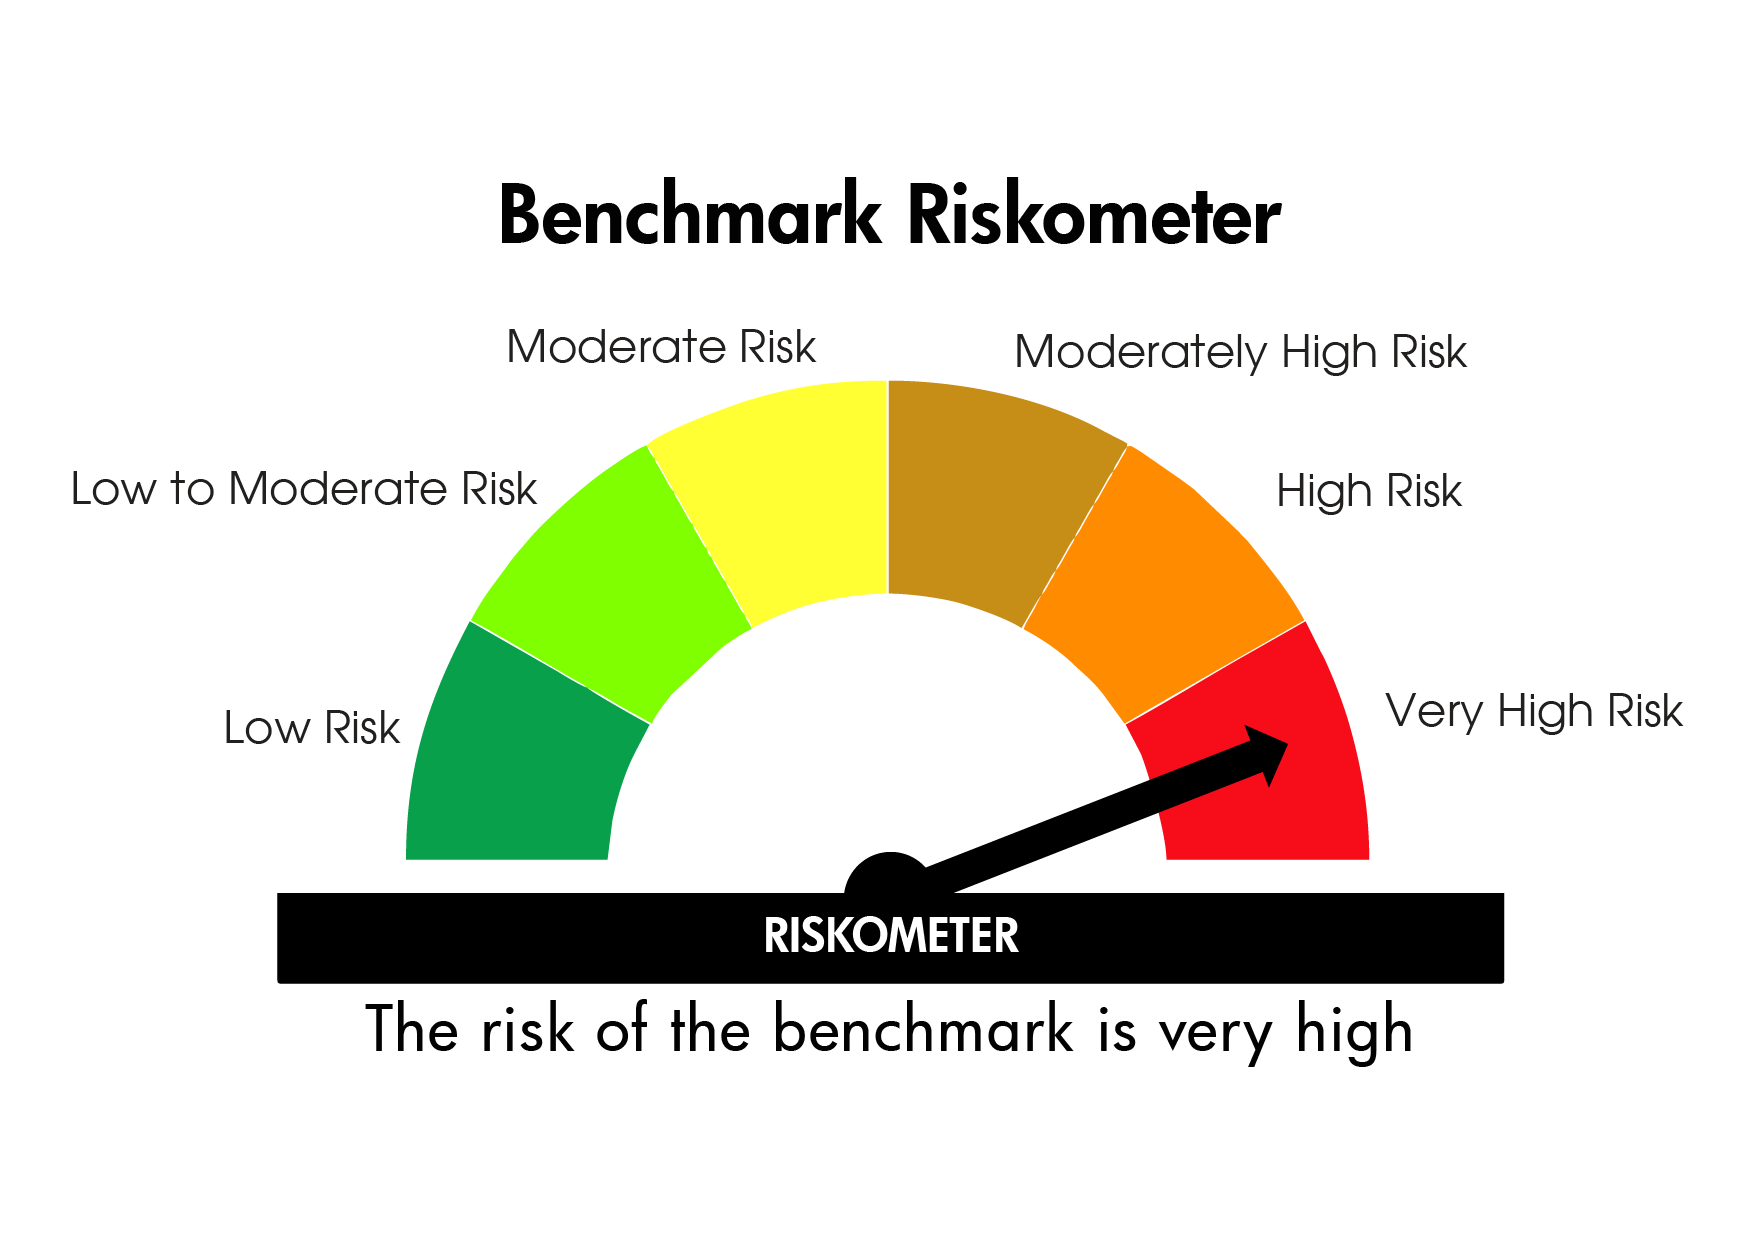 Benchmark Riskometer
Moderate Risk
Moderately High Risk
Low to Moderate Risk
High Risk
Low Risk
Very High Risk
RISKOMETER
The risk of the benchmark is very high